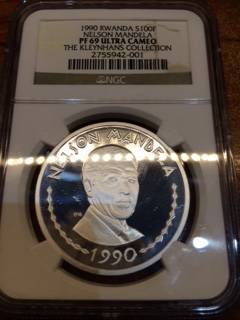 1990 RWANDA S100F
NELSON MANDELA
PF 69 ULTRA CAMEO
THE KLEYNHANS COLLECTION
2755942-001
NGC
NELSON MANDELA
1990